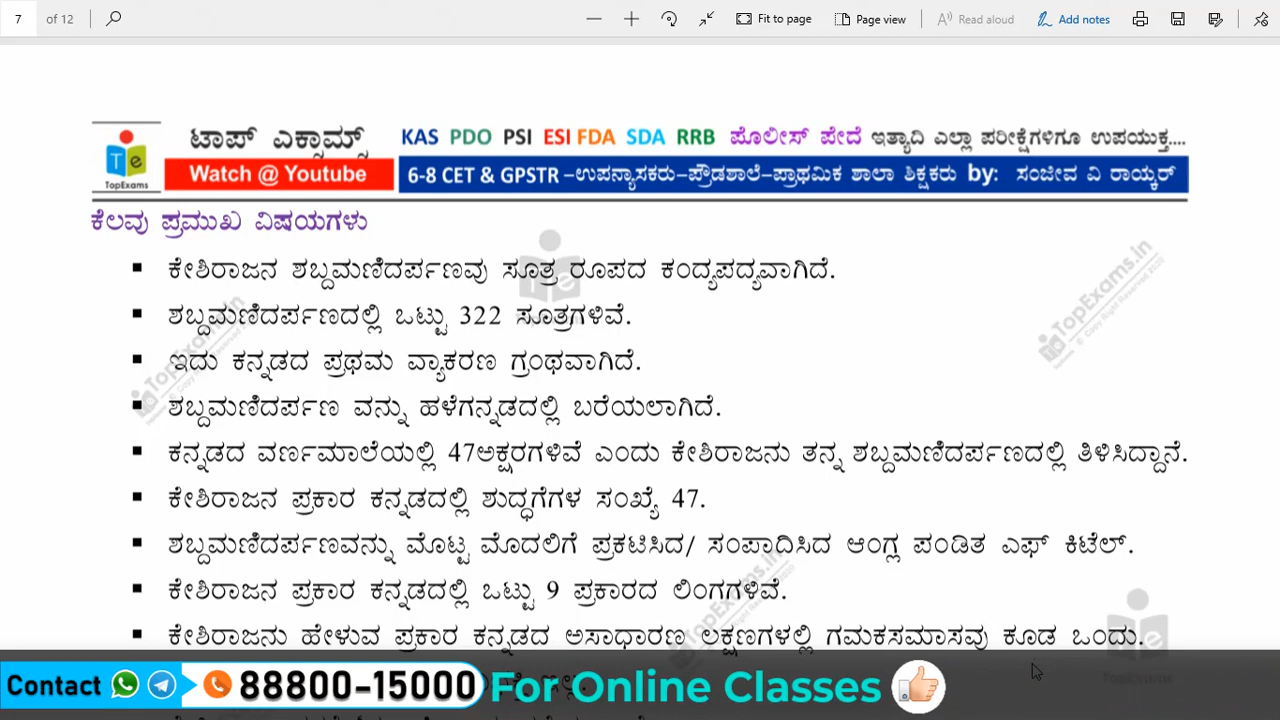 7 of 12 Fit to page Page view Read aloud Add notes
ಟಾಪ್ ಎಕ್ಸಾಮ್ಸ್ KAS PDO PSI ESI FDA SDA RRB ಪೊಲೀಸ್ ಪೇದೆ ಇತ್ಯಾದಿ ಎಲ್ಲಾ ಪರೀಕ್ಷೆಗಳಿಗೂ ಉಪಯುಕ್ತ....
Te
TopExams
Watch @ Youtube 6-8 CET & GPSTR –ಉಪನ್ಯಾಸಕರು–ಪ್ರೌಡಶಾಲೆ–ಪ್ರಾಥಮಿಕ ಶಾಲಾ ಶಿಕ್ಷಕರು by: ಸಂಜೀವ ವಿ ರಾಯ್ಕರ್
ಕೆಲವು ಪ್ರಮುಖ ವಿಷಯಗಳು
▪ ಕೇಶಿರಾಜನ ಶಬ್ದಮಣಿದರ್ಪಣವು ಸೂತ್ರ ರೂಪದ ಕಂದ್ಯಪದ್ಯವಾಗಿದೆ.
▪ ಶಬ್ದಮಣಿದರ್ಪಣದಲ್ಲಿ ಒಟ್ಟು 322 ಸೂತ್ರಗಳಿವೆ.
▪ ಇದು ಕನ್ನಡದ ಪ್ರಥಮ ವ್ಯಾಕರಣ ಗ್ರಂಥವಾಗಿದೆ.
▪ ಶಬ್ದಮಣಿದರ್ಪಣ ವನ್ನು ಹಳೆಗನ್ನಡದಲ್ಲಿ ಬರೆಯಲಾಗಿದೆ.
▪ ಕನ್ನಡದ ವರ್ಣಮಾಲೆಯಲ್ಲಿ 47ಅಕ್ಷರಗಳಿವೆ ಎಂದು ಕೇಶಿರಾಜನು ತನ್ನ ಶಬ್ದಮಣಿದರ್ಪಣದಲ್ಲಿ ತಿಳಿಸಿದ್ದಾನೆ.
▪ ಕೇಶಿರಾಜನ ಪ್ರಕಾರ ಕನ್ನಡದಲ್ಲಿ ಶುದ್ಧಗೆಗಳ ಸಂಖ್ಯೆ 47.
▪ ಶಬ್ದಮಣಿದರ್ಪಣವನ್ನು ಮೊಟ್ಟ ಮೊದಲಿಗೆ ಪ್ರಕಟಿಸಿದ/ ಸಂಪಾದಿಸಿದ ಆಂಗ್ಲ ಪಂಡಿತ ಎಫ್ ಕಿಟೆಲ್.
▪ ಕೇಶಿರಾಜನ ಪ್ರಕಾರ ಕನ್ನಡದಲ್ಲಿ ಒಟ್ಟು 9 ಪ್ರಕಾರದ ಲಿಂಗಗಳಿವೆ.
▪ ಕೇಶಿರಾಜನು ಹೇಳುವ ಪ್ರಕಾರ ಕನ್ನಡದ ಅಸಾಧಾರಣ ಲಕ್ಷಣಗಳಲ್ಲಿ ಗಮಕಸಮಾಸವು ಕೂಡ ಒಂದು.
Contact 88800-15000 For Online Classes